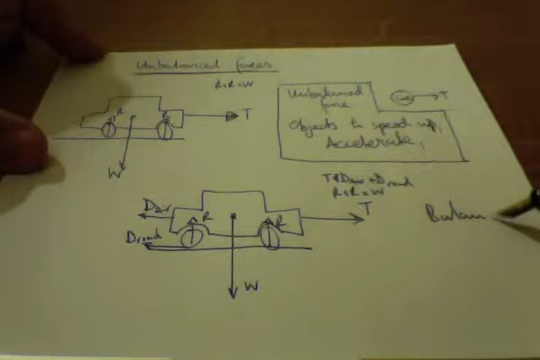 Unbalanced forces
R+R=W
Unbalanced
force
T
Objects to speed up,
Accelerate,
R
R
T
W
T=Dair+Droad
R+R=W
Dair
R
R
T
Droad
W
Balan